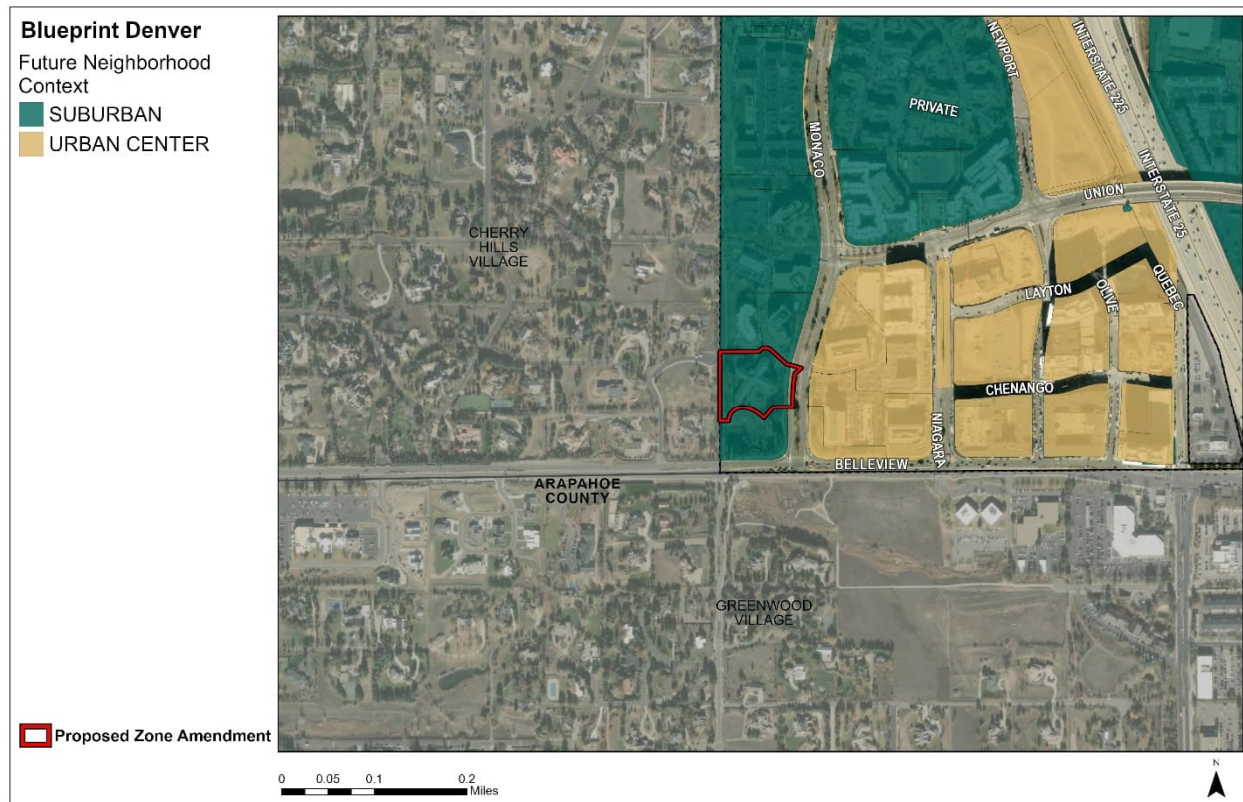 Blueprint Denver
Future Neighborhood
Context
SUBURBAN
URBAN CENTER
Proposed Zone Amendment
NEWPORT
INTERSTATE 225
PRIVATE
MONACO
UNION
INTERSTATE 25
CHERRY
HILLS
VILLAGE
LAYTON
OLIVE
QUEBEC
CHENANGO
NIAGARA
BELLEVIEW
ARAPAHOE
COUNTY
GREENWOOD
VILLAGE
0 0.05 0.1 0.2
Miles
N